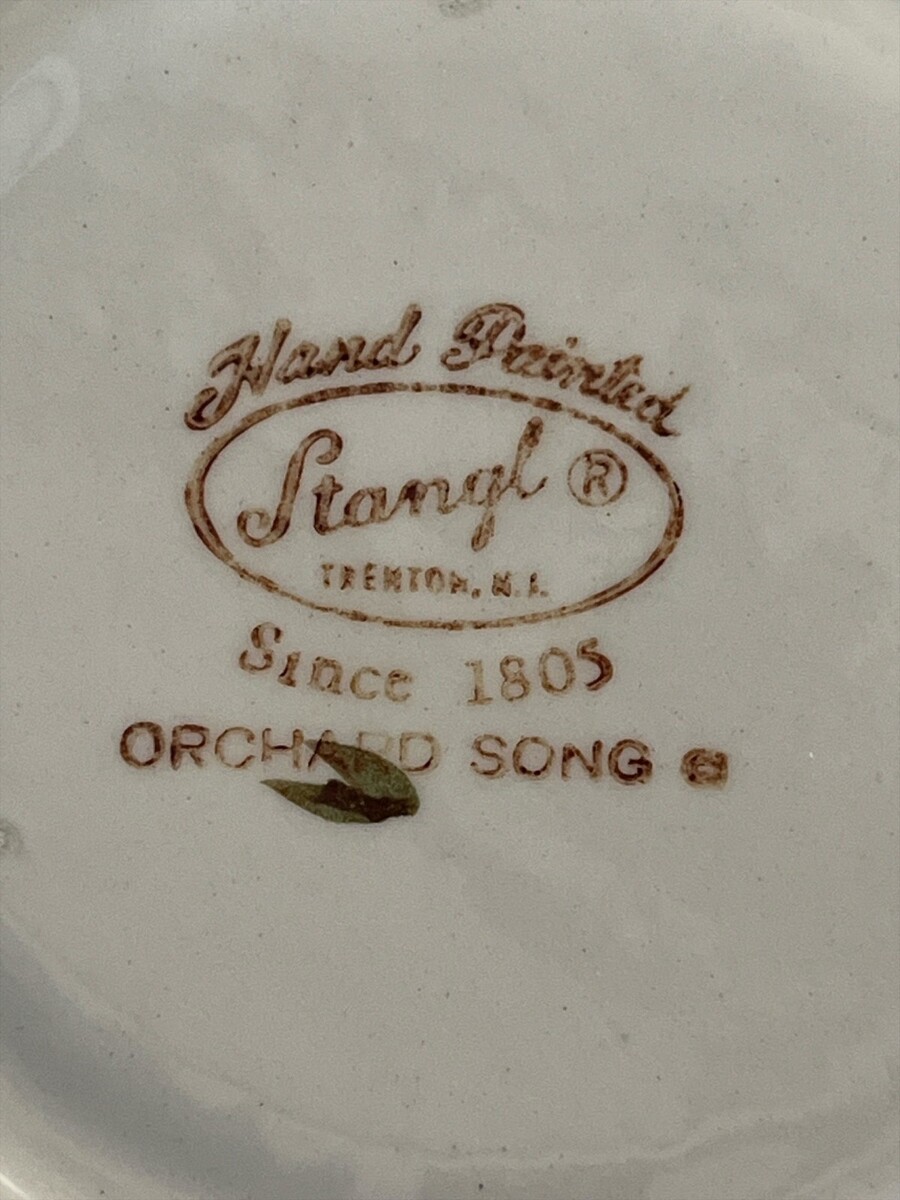 Hand Painted
Stangl ®
TRENTON, N.J.
Since 1805
ORCHARD SONG ©